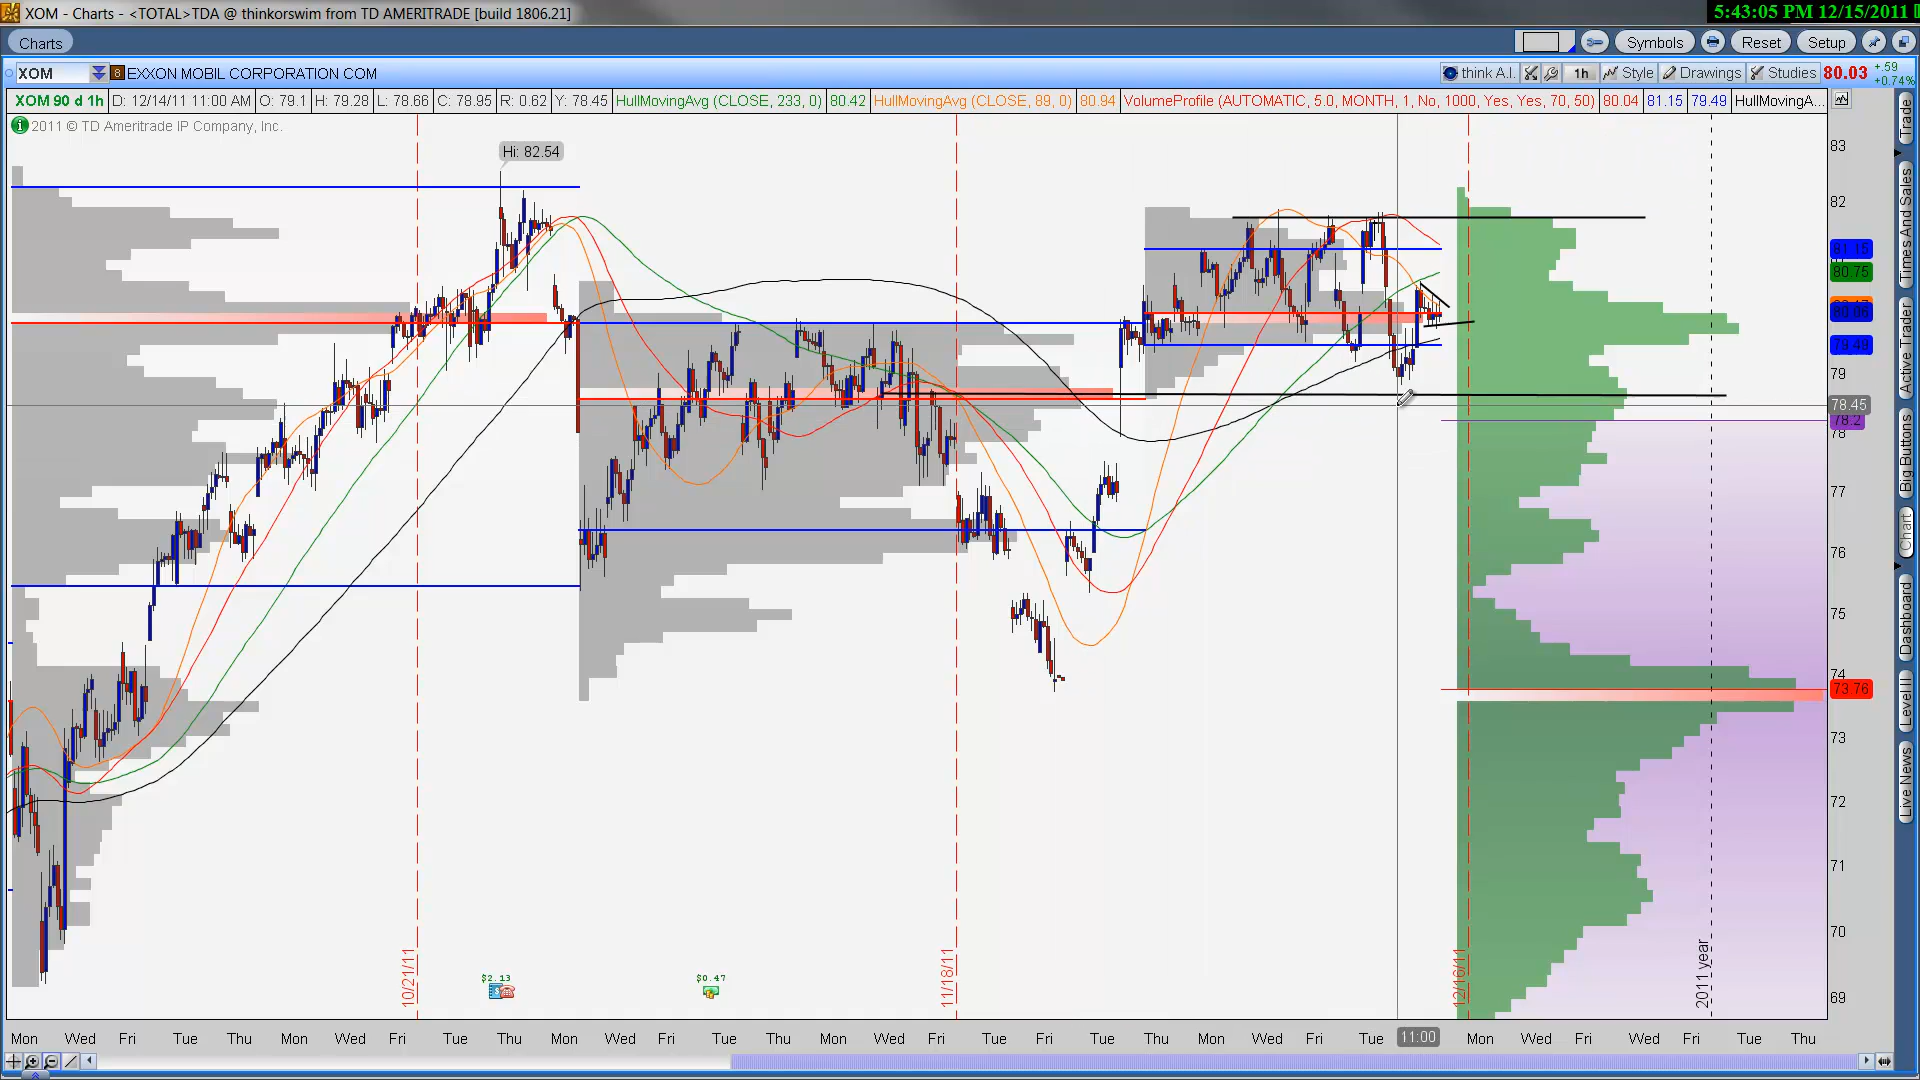 XOM - Charts - <TOTAL>TDA @ thinkorswim from TD AMERITRADE [build 1806.21]
5:43:05 PM 12/15/2011
Charts
Symbols
Reset
Setup
XOM
8
EXXON MOBIL CORPORATION COM
think A.I.
1h
Style
Drawings
Studies
80.03
+.59
+0.74%
XOM 90 d 1h
D: 12/14/11 11:00 AM
O: 79.1
H: 79.28
L: 78.66
C: 78.95
R: 0.62
Y: 78.45
HullMovingAvg (CLOSE, 233, 0)
80.42
HullMovingAvg (CLOSE, 89, 0)
80.94
VolumeProfile (AUTOMATIC, 5.0, MONTH, 1, No, 1000, Yes, Yes, 70, 50)
80.04
81.15
79.49
HullMovingA...
2011 © TD Ameritrade IP Company, Inc.
Hi: 82.54
83
82
81.15
80.75
80.06
79.49
79
78.45
78.2
78
77
76
75
74
73.76
73
72
71
70
69
10/21/11
11/18/11
12/16/11
2011 year
$2.13
$0.47
Mon
Wed
Fri
Tue
Thu
Mon
Wed
Fri
Tue
Thu
Mon
Wed
Fri
Tue
Thu
Mon
Wed
Fri
Tue
Fri
Tue
Thu
Mon
Wed
Fri
Tue
11:00
Mon
Wed
Fri
Wed
Fri
Tue
Thu
Trade
Times And Sales
Active Trader
Big Buttons
Chart
Dashboard
Level II
Live News